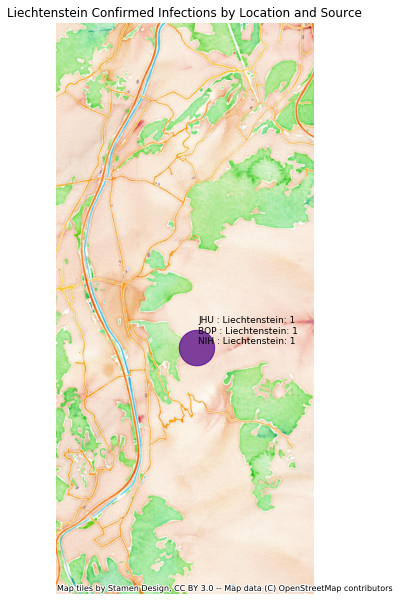 Liechtenstein Confirmed Infections by Location and Source
JHU : Liechtenstein: 1
BOP : Liechtenstein: 1
NIH : Liechtenstein: 1
Map tiles by Stamen Design, CC BY 3.0 -- Map data (C) OpenStreetMap contributors